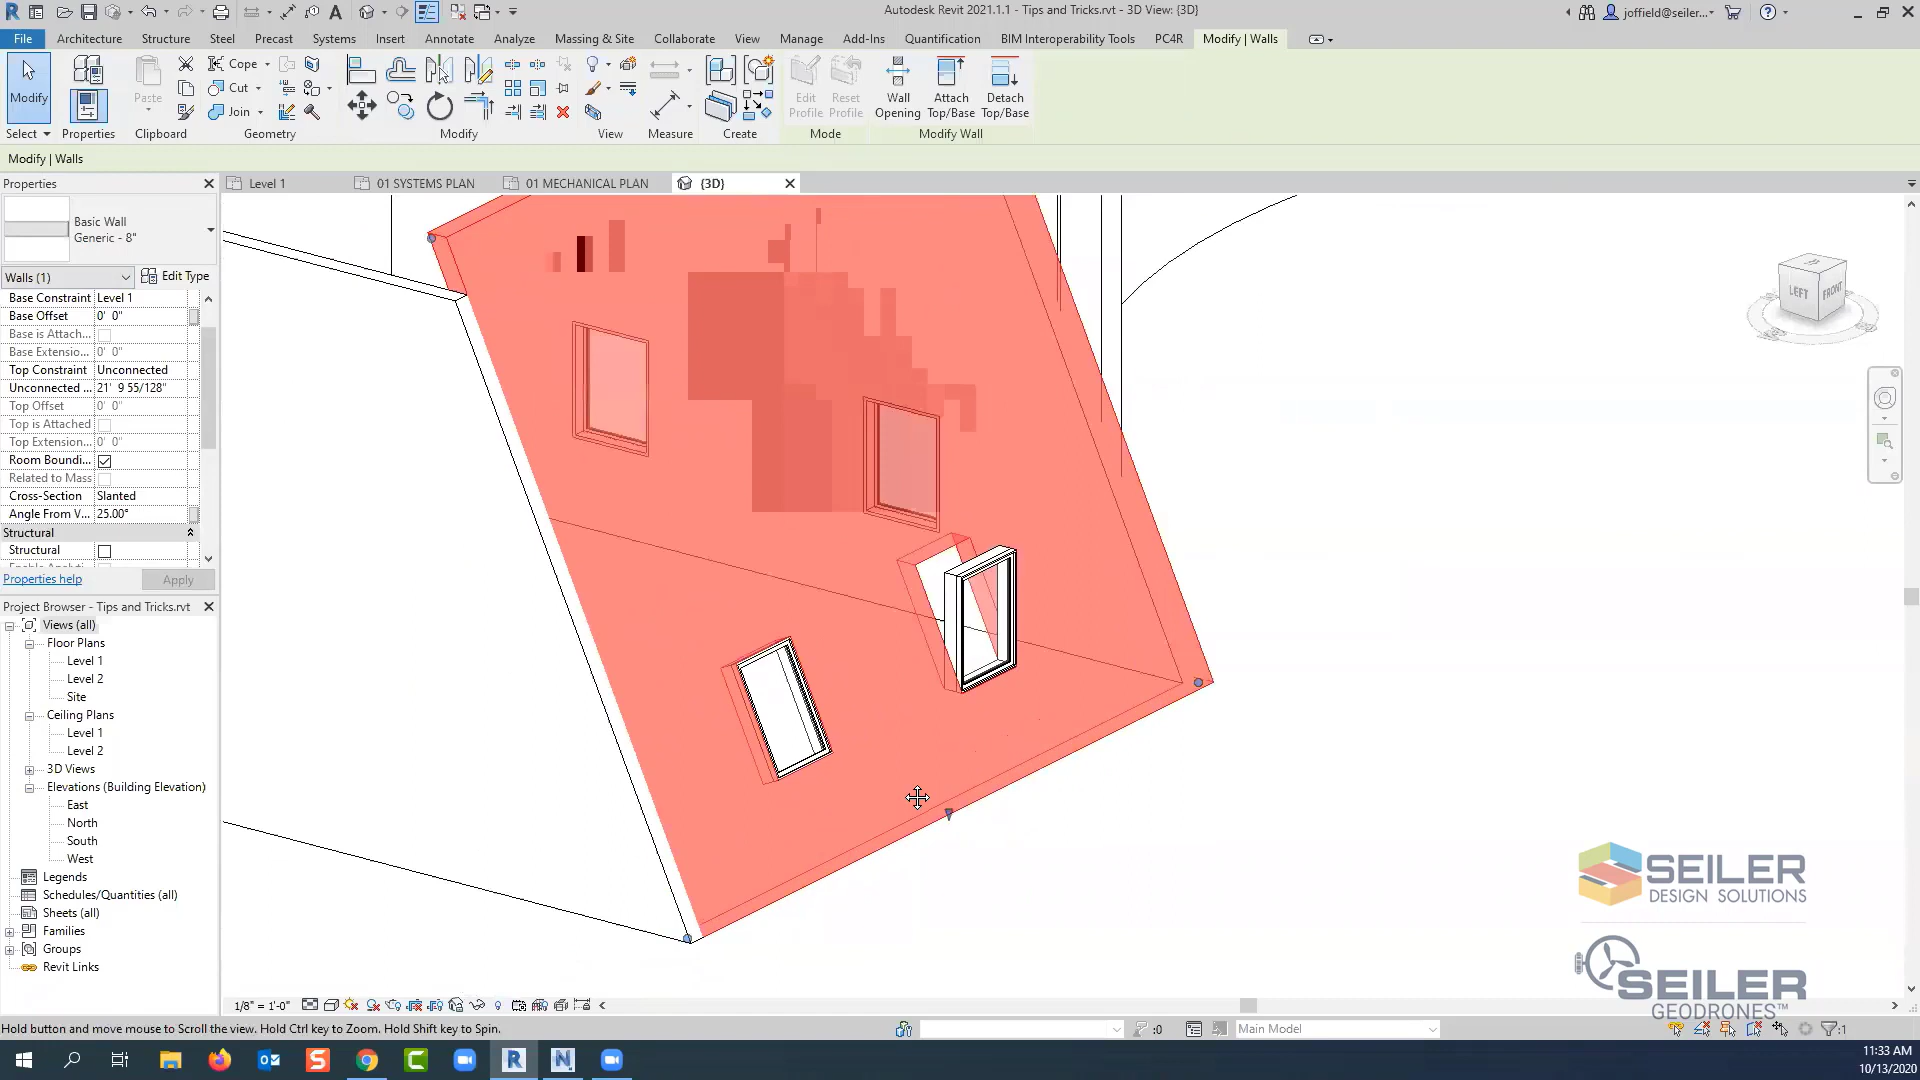 Autodesk Revit 2021.1.1 - Tips and Tricks.rvt - 3D View: {3D}
joffield@seiler...
File Architecture Structure Steel Precast Systems Insert Annotate Analyze Massing & Site Collaborate View Manage Add-Ins Quantification BIM Interoperability Tools PC4R Modify | Walls
Modify
Paste
Cope
Cut
Join
Edit Profile
Reset Profile
Wall Opening
Attach Top/Base
Detach Top/Base
Select Properties Clipboard Geometry Modify View Measure Create Mode Modify Wall
Modify | Walls
Properties
Level 1
01 SYSTEMS PLAN
01 MECHANICAL PLAN
{3D}
Basic Wall
Generic - 8"
Walls (1) Edit Type
Base Constraint Level 1
Base Offset 0' 0"
Base is Attach...
Base Extensio... 0' 0"
Top Constraint Unconnected
Unconnected ... 21' 9 55/128"
Top Offset 0' 0"
Top is Attached
Top Extension... 0' 0"
Room Boundi...
Related to Mass
Cross-Section Slanted
Angle From V... 25.00°
Structural
Structural
Properties help Apply
LEFT FRONT
Project Browser - Tips and Tricks.rvt
Views (all)
Floor Plans
Level 1
Level 2
Site
Ceiling Plans
Level 1
Level 2
3D Views
Elevations (Building Elevation)
East
North
South
West
Legends
Schedules/Quantities (all)
Sheets (all)
Families
Groups
Revit Links
SEILER
DESIGN SOLUTIONS
SEILER
GEODRONES™
1/8" = 1'-0"
Hold button and move mouse to Scroll the view. Hold Ctrl key to Zoom. Hold Shift key to Spin.
:0
Main Model
:1
11:33 AM
10/13/2020